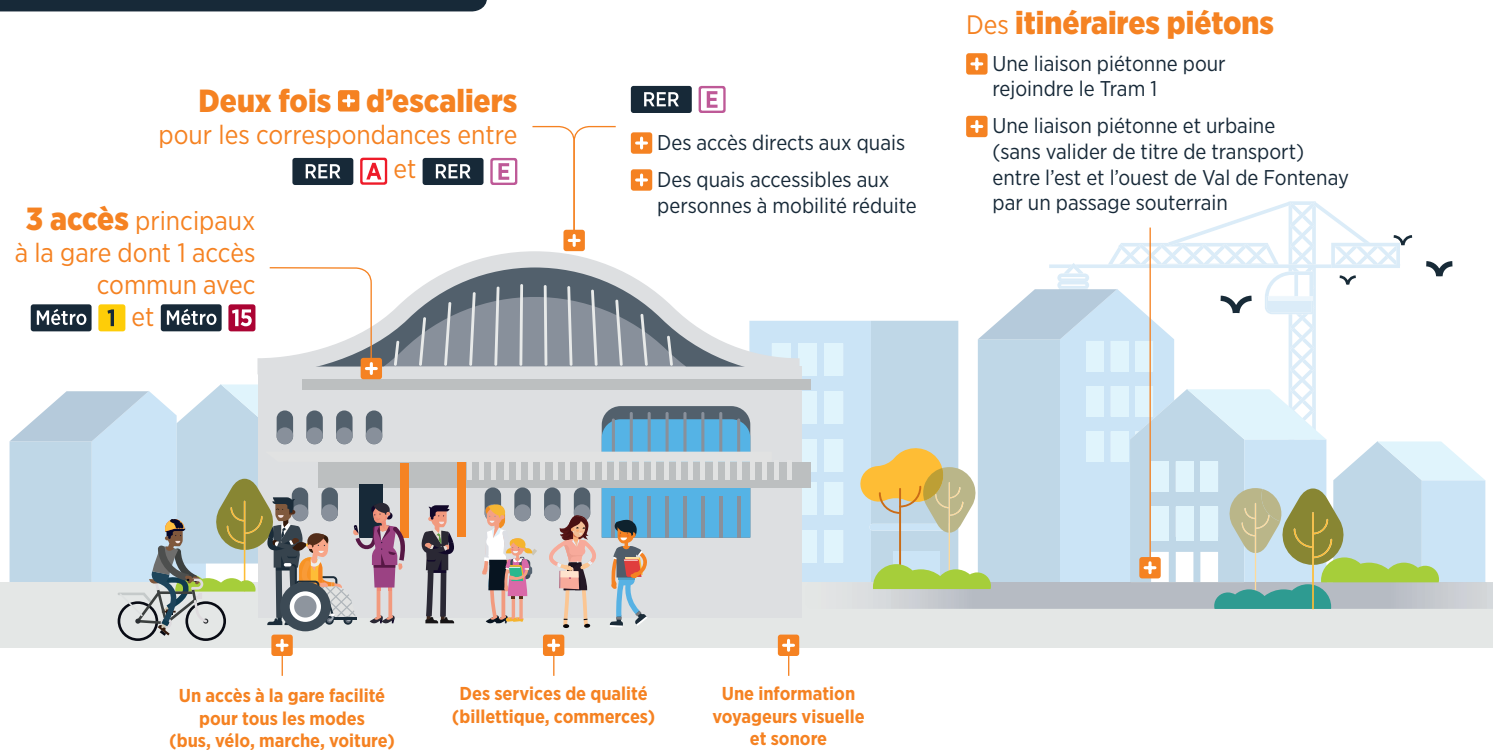 Deux fois + d'escaliers
pour les correspondances entre
RER A et RER E
3 accès principaux
à la gare dont 1 accès
commun avec
Métro 1 et Métro 15
RER E
+ Des accès directs aux quais
+ Des quais accessibles aux
personnes à mobilité réduite
Des itinéraires piétons
+ Une liaison piétonne pour
rejoindre le Tram 1
+ Une liaison piétonne et urbaine
(sans valider de titre de transport)
entre l'est et l'ouest de Val de Fontenay
par un passage souterrain
Un accès à la gare facilité
pour tous les modes
(bus, vélo, marche, voiture)
Des services de qualité
(billettique, commerces)
Une information
voyageurs visuelle
et sonore